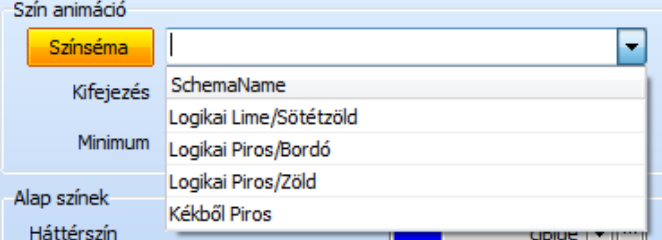 Szín animáció
Színséma
Kifejezés
SchemaName
Logikai Lime/Sötétzöld
Minimum
Logikai Piros/Bordó
Logikai Piros/Zöld
Alap színek
Kékből Piros
Háttérszín